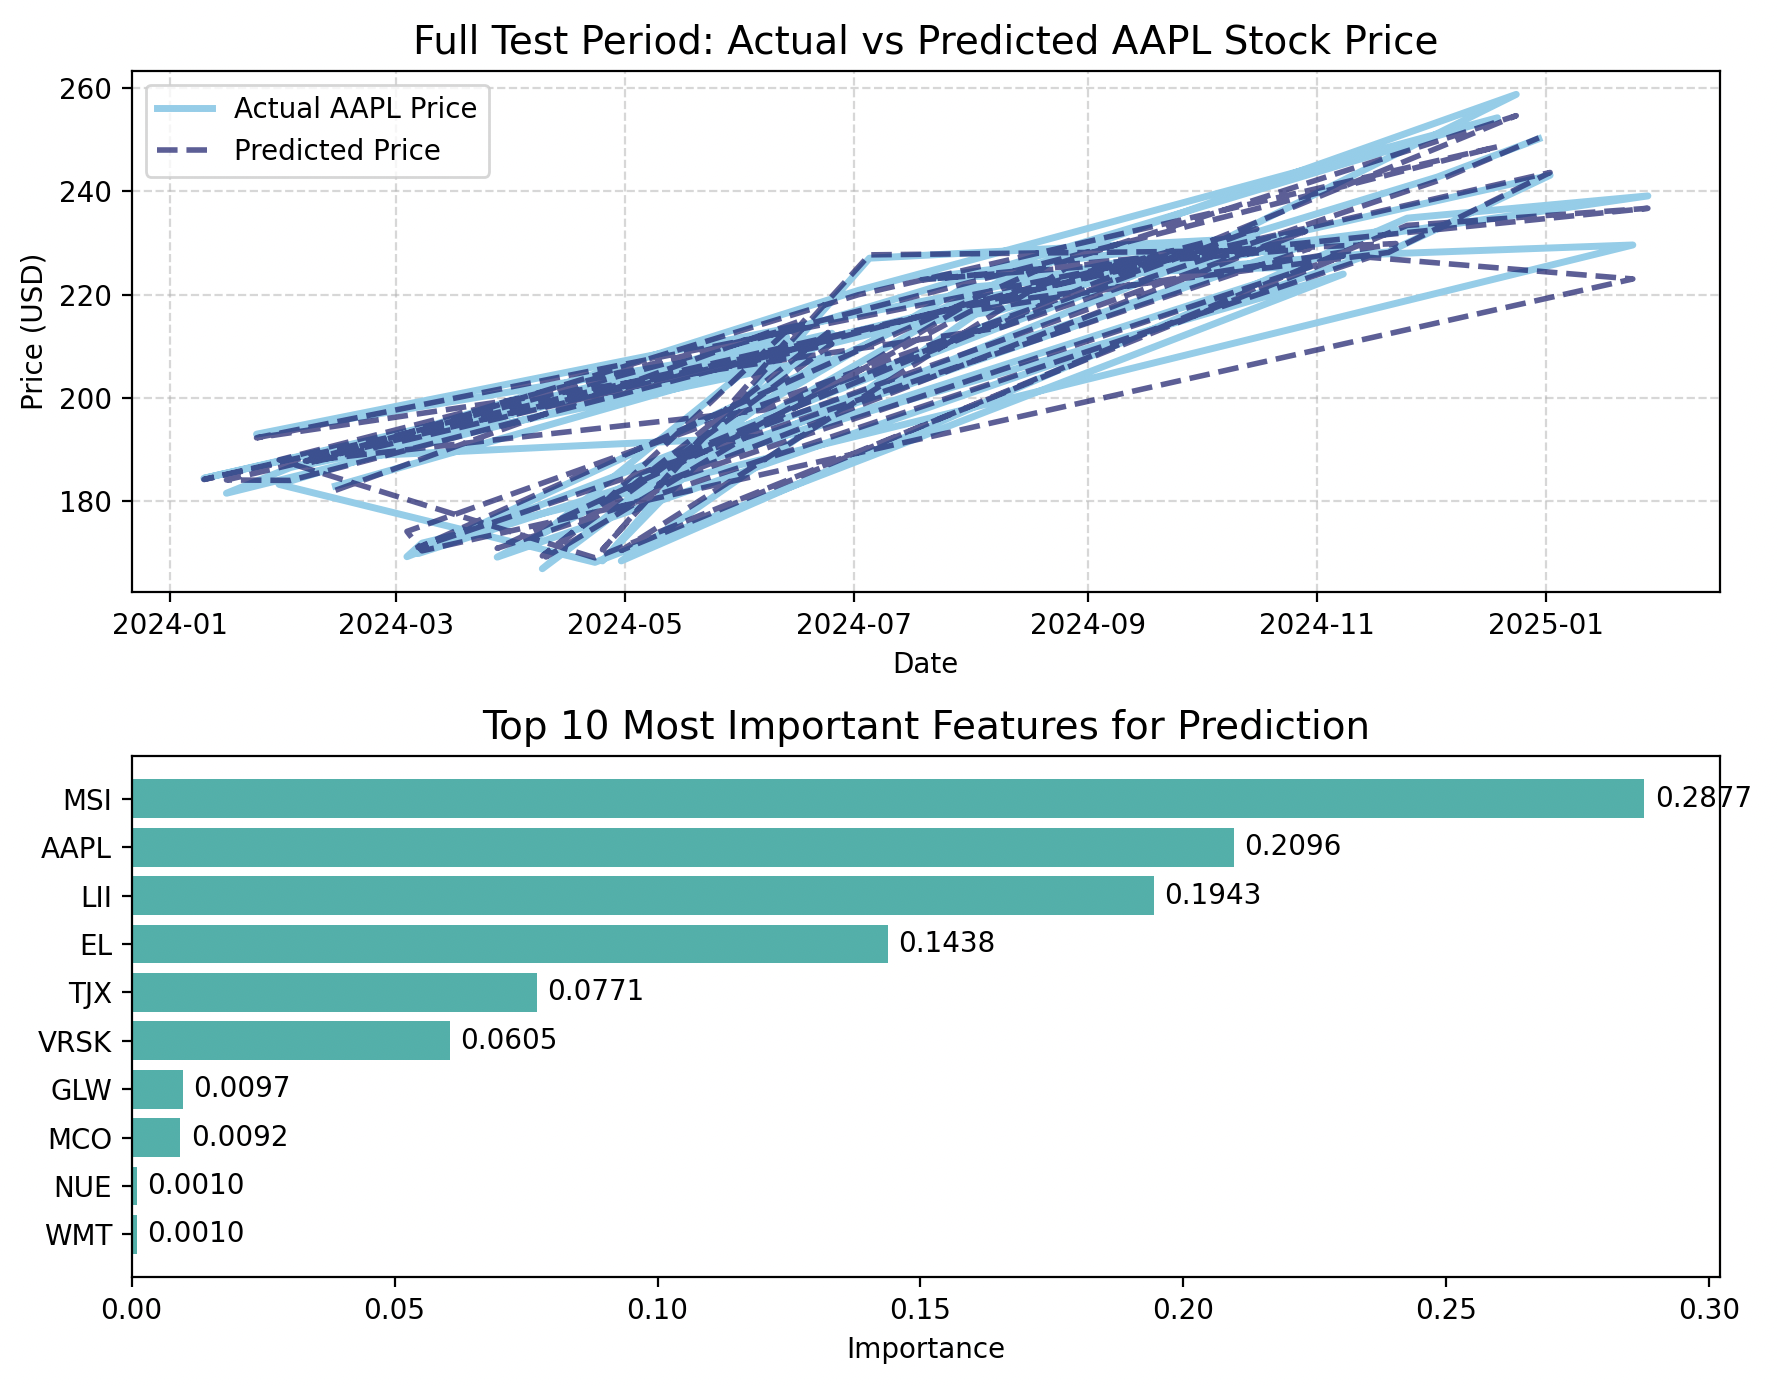 Full Test Period: Actual vs Predicted AAPL Stock Price
Actual AAPL Price
Predicted Price
Price (USD)
260
240
220
200
180
2024-01 2024-03 2024-05 2024-07 2024-09 2024-11 2025-01
Date
Top 10 Most Important Features for Prediction
MSI 0.2877
AAPL 0.2096
LII 0.1943
EL 0.1438
TJX 0.0771
VRSK 0.0605
GLW 0.0097
MCO 0.0092
NUE 0.0010
WMT 0.0010
0.00 0.05 0.10 0.15 0.20 0.25 0.30
Importance